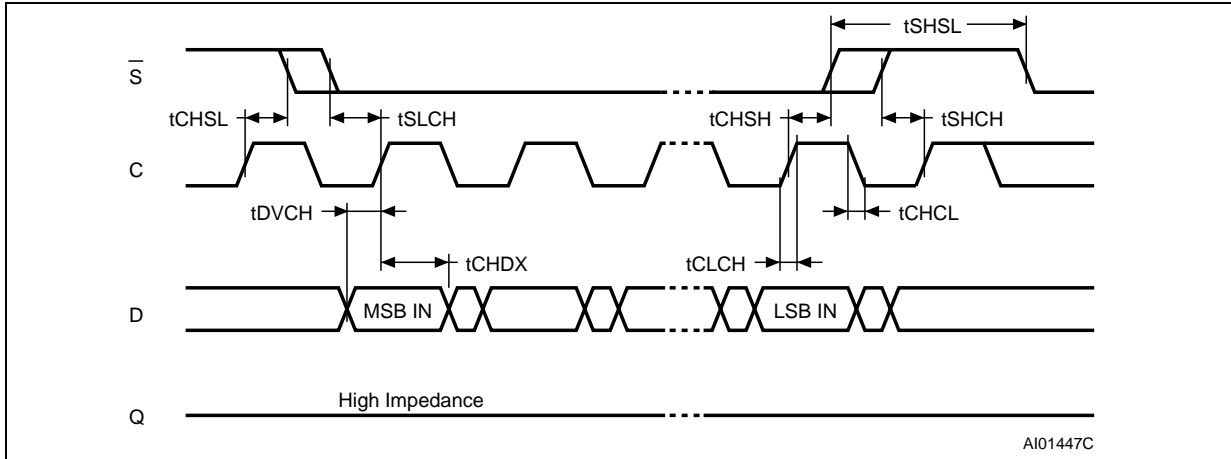 tSHSL
S
tCHSL
tSLCH
tCHSH
tSHCH
C
tDVCH
tCHCL
tCHDX
tCLCH
D
MSB IN
LSB IN
High Impedance
Q
AI01447C